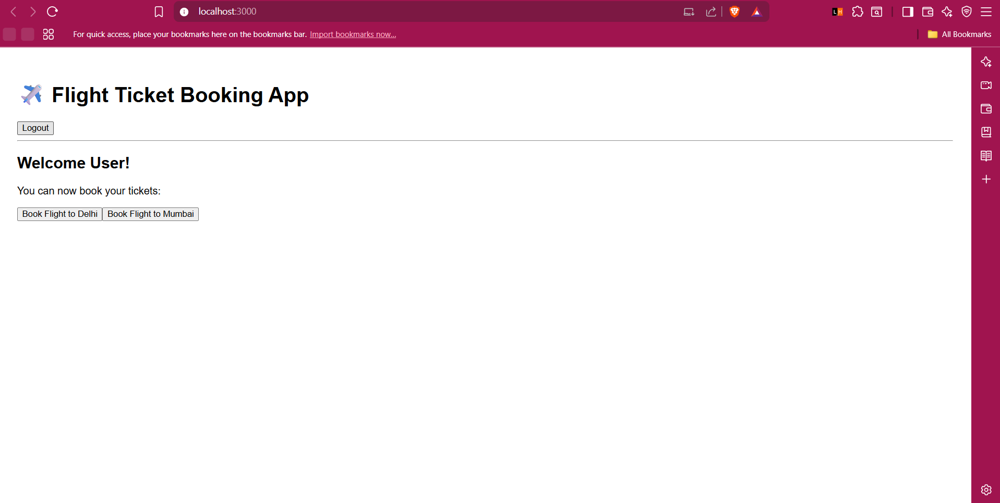 localhost:3000
LH
For quick access, place your bookmarks here on the bookmarks bar. Import bookmarks now...
All Bookmarks
✈️ Flight Ticket Booking App
Logout
Welcome User!
You can now book your tickets:
Book Flight to Delhi Book Flight to Mumbai